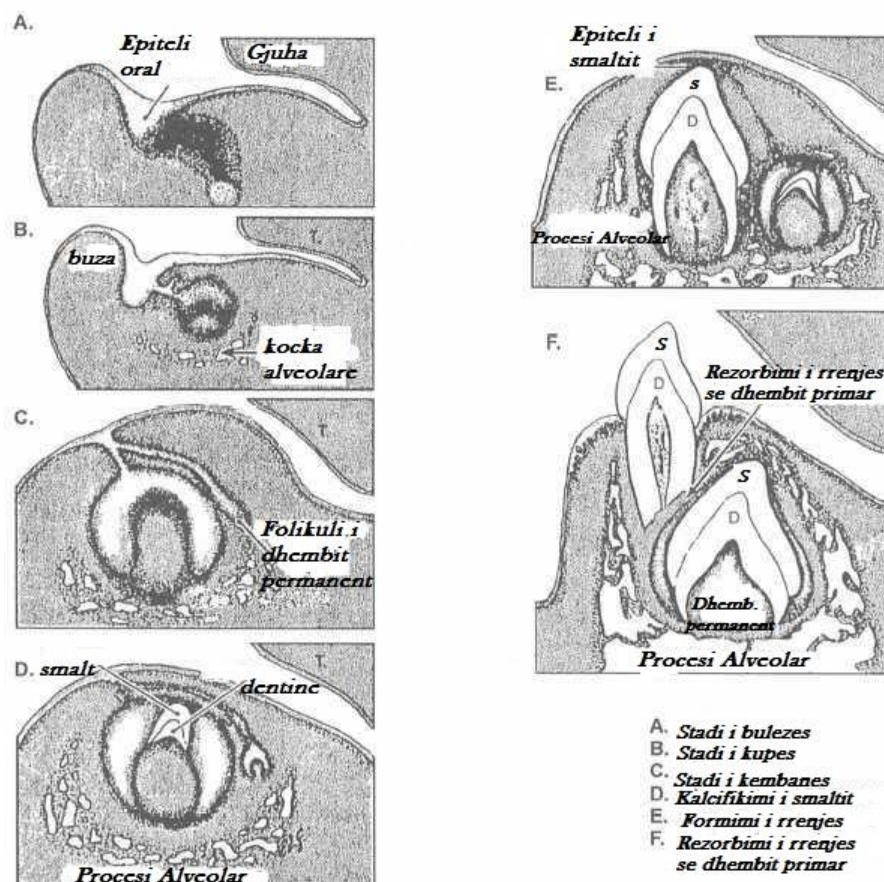 A.
Epiteli
oral
Gjuha
B.
T.
buza
kocka
alveolare
C.
T
Folikuli i
dhembit
permanent
D.
T.
smalt
dentine
Procesi Alveolar
Epiteli i
smaltit
E.
s
D
Procesi Alveolar
F.
S
D
Rezorbimi i rrenjes
se dhembit primar
S
D
Dhemb.
permanent
Procesi Alveolar
A. Stadi i bulezes
B. Stadi i kupes
C. Stadi i kembanes
D. Kalcifikimi i smaltit
E. Formimi i rrenjes
F. Rezorbimi i rrenjes
se dhembit primar